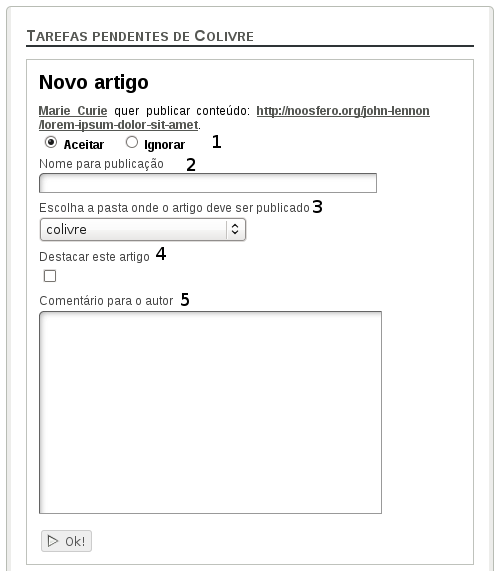 TAREFAS PENDENTES DE COLIVRE
Novo artigo
Marie Curie quer publicar conteúdo: http://noosfero.org/john-lennon
/lorem-ipsum-dolor-sit-amet.
Aceitar Ignorar 1
Nome para publicação 2
Escolha a pasta onde o artigo deve ser publicado 3
colivre
Destacar este artigo 4
Comentário para o autor 5
Ok!